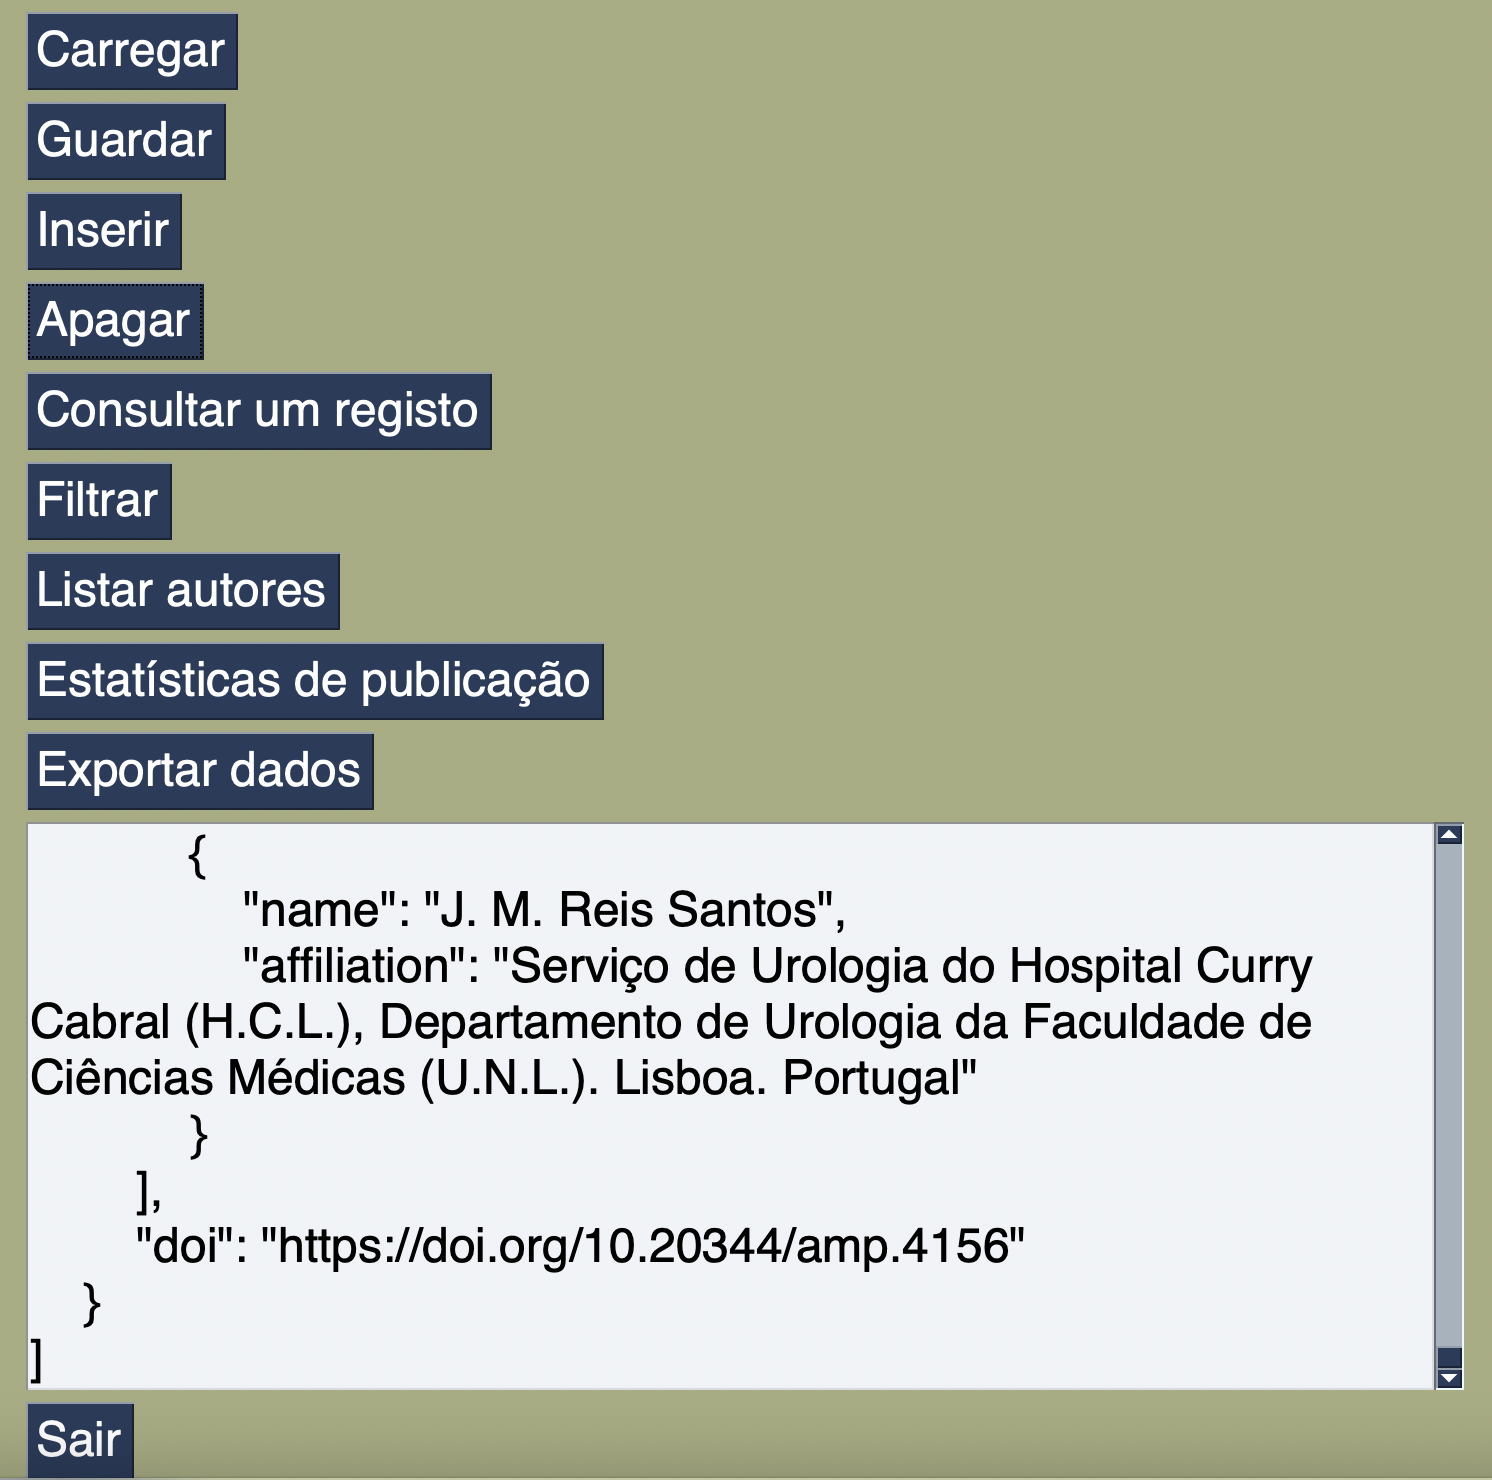 Carregar
Guardar
Inserir
Apagar
Consultar um registo
Filtrar
Listar autores
Estatísticas de publicação
Exportar dados
{
"name": "J. M. Reis Santos",
"affiliation": "Serviço de Urologia do Hospital Curry
Cabral (H.C.L.), Departamento de Urologia da Faculdade de
Ciências Médicas (U.N.L.). Lisboa. Portugal"
}
],
"doi": "https://doi.org/10.20344/amp.4156"
}
]
Sair